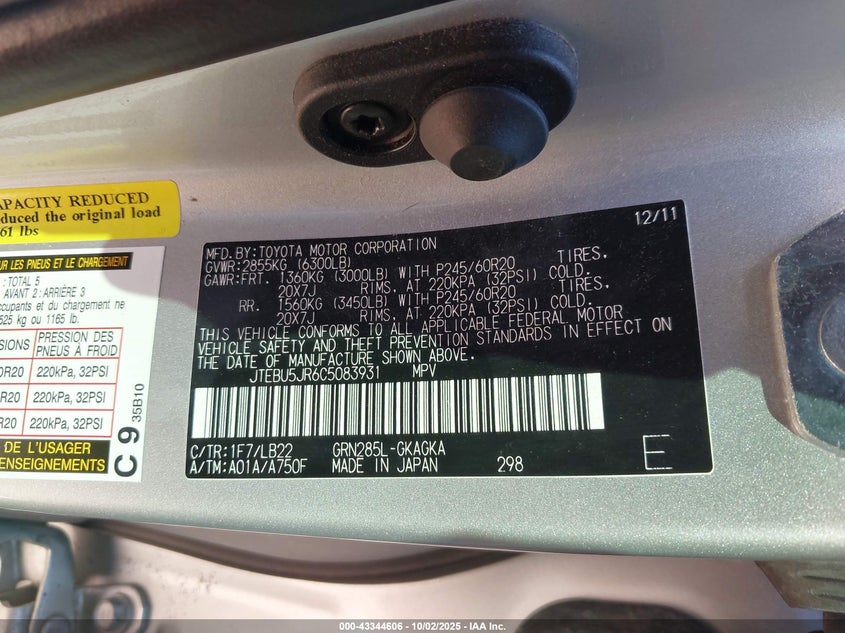 CAPACITY REDUCED
educed the original load
61 lbs
UR LES PNEUS ET LE CHARGEMENT
: TOTAL 5
AVANT 2 : ARRIÈRE 3
ccupants et du chargement ne
525 kg ou 1165 lb.
SIONS PRESSION DES PNEUS À FROID
0R20 220kPa, 32PSI
R20 220kPa, 32PSI
220kPa, 32PSI
DE L'USAGER
RENSEIGNEMENTS
C 9 35B10
12/11
MFD. BY: TOYOTA MOTOR CORPORATION
GVWR: 2855KG (6300LB)
GAWR: FRT. 1360KG (3000LB) WITH P245/60R20 TIRES,
20X7J RIMS, AT 220KPA (32PSI) COLD.
RR. 1560KG (3450LB) WITH P245/60R20 TIRES,
20X7J RIMS, AT 220KPA (32PSI) COLD.
THIS VEHICLE CONFORMS TO ALL APPLICABLE FEDERAL MOTOR
VEHICLE SAFETY AND THEFT PREVENTION STANDARDS IN EFFECT ON
THE DATE OF MANUFACTURE SHOWN ABOVE.
JTEBU5JR6C5083931 MPV
C/TR: 1F7/LB22 GRN285L-GKAGKA
A/TM: A01A/A750F MADE IN JAPAN 298 E
000-43344606 - 10/02/2025 - IAA Inc.